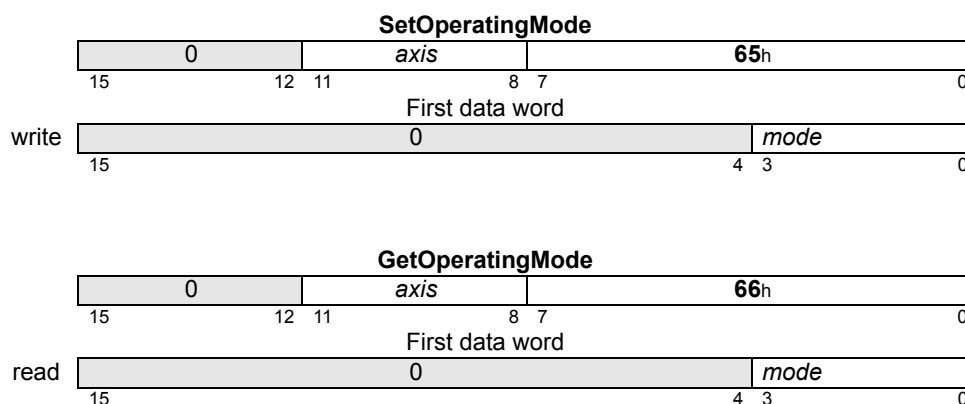 SetOperatingMode
0 axis 65h
15 12 11 8 7 0
First data word
write 0 mode
15 4 3 0
GetOperatingMode
0 axis 66h
15 12 11 8 7 0
First data word
read 0 mode
15 4 3 0